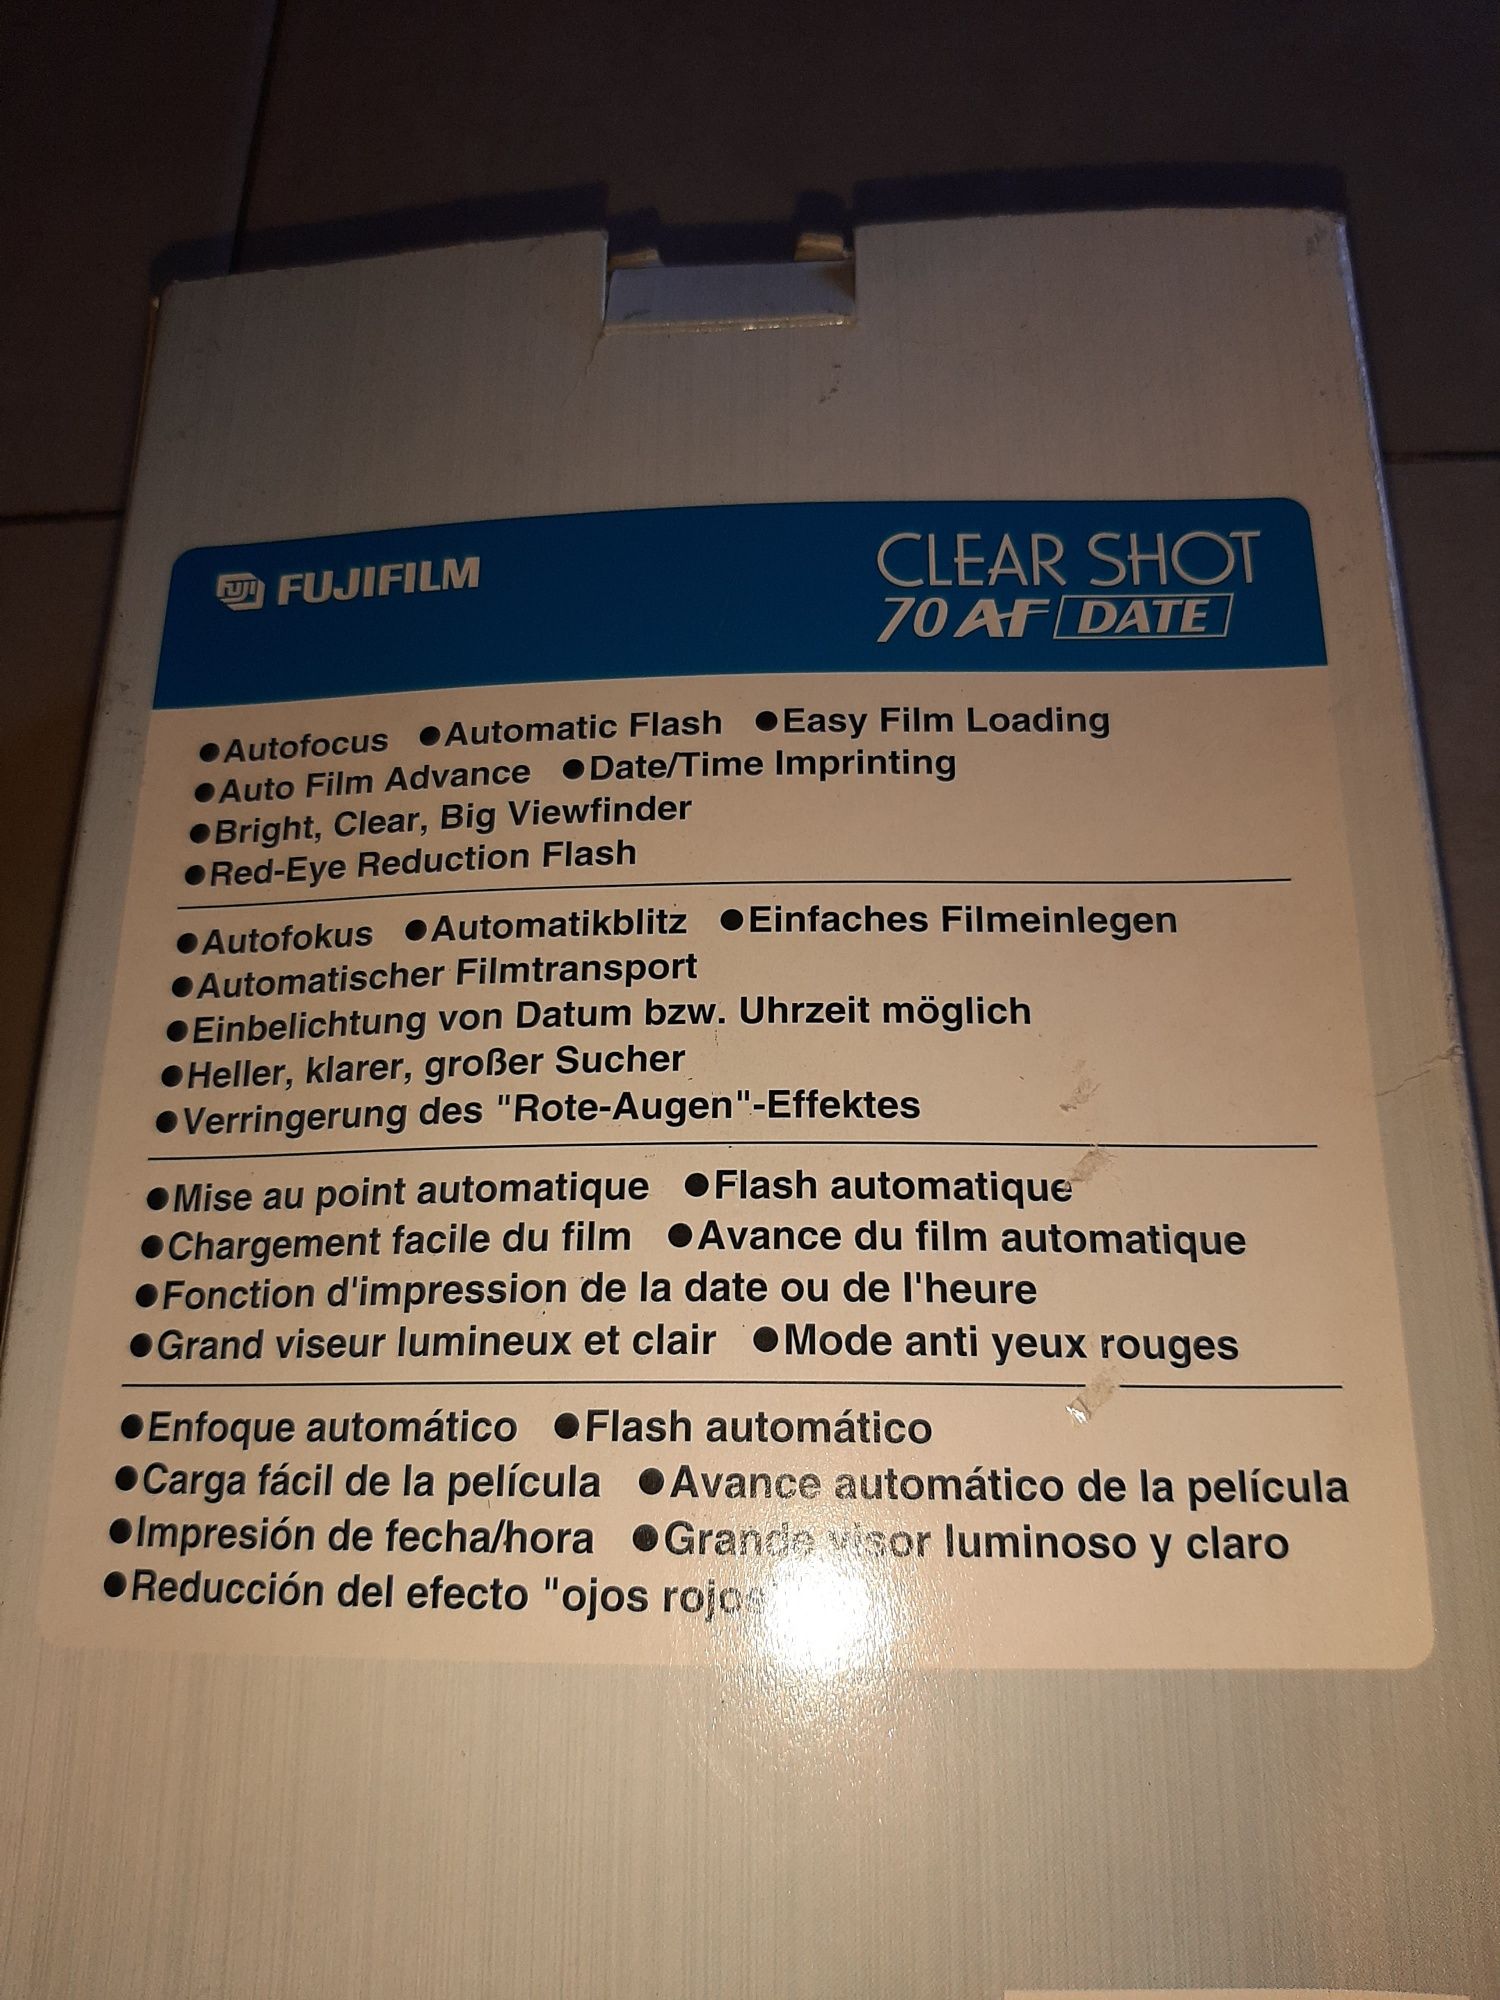 FUJI FUJIFILM
CLEAR SHOT
70 AF DATE
●Autofocus ●Automatic Flash ●Easy Film Loading
●Auto Film Advance ●Date/Time Imprinting
●Bright, Clear, Big Viewfinder
●Red-Eye Reduction Flash
●Autofokus ●Automatikblitz ●Einfaches Filmeinlegen
●Automatischer Filmtransport
●Einbelichtung von Datum bzw. Uhrzeit möglich
●Heller, klarer, großer Sucher
●Verringerung des "Rote-Augen"-Effektes
●Mise au point automatique ●Flash automatique
●Chargement facile du film ●Avance du film automatique
●Fonction d'impression de la date ou de l'heure
●Grand viseur lumineux et clair ●Mode anti yeux rouges
●Enfoque automático ●Flash automático
●Carga fácil de la película ●Avance automático de la película
●Impresión de fecha/hora ●Grande visor luminoso y claro
●Reducción del efecto "ojos rojos"